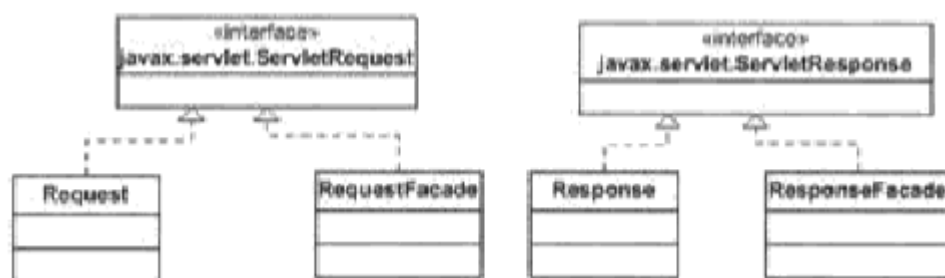 «interface»
javax.servlet.ServletRequest
«interface»
javax.servlet.ServletResponse
Request
RequestFacade
Response
ResponseFacade